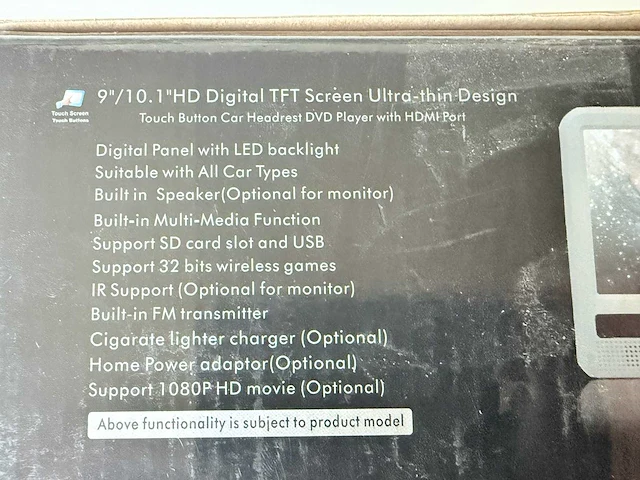 9"/10.1"HD Digital TFT Screen Ultra-thin Design
Touch Screen
Touch Buttons
Touch Button Car Headrest DVD Player with HDMI Port
Digital Panel with LED backlight
Suitable with All Car Types
Built in Speaker(Optional for monitor)
Built-in Multi-Media Function
Support SD card slot and USB
Support 32 bits wireless games
IR Support (Optional for monitor)
Built-in FM transmitter
Cigarate lighter charger (Optional)
Home Power adaptor(Optional)
Support 1080P HD movie (Optional)
Above functionality is subject to product model